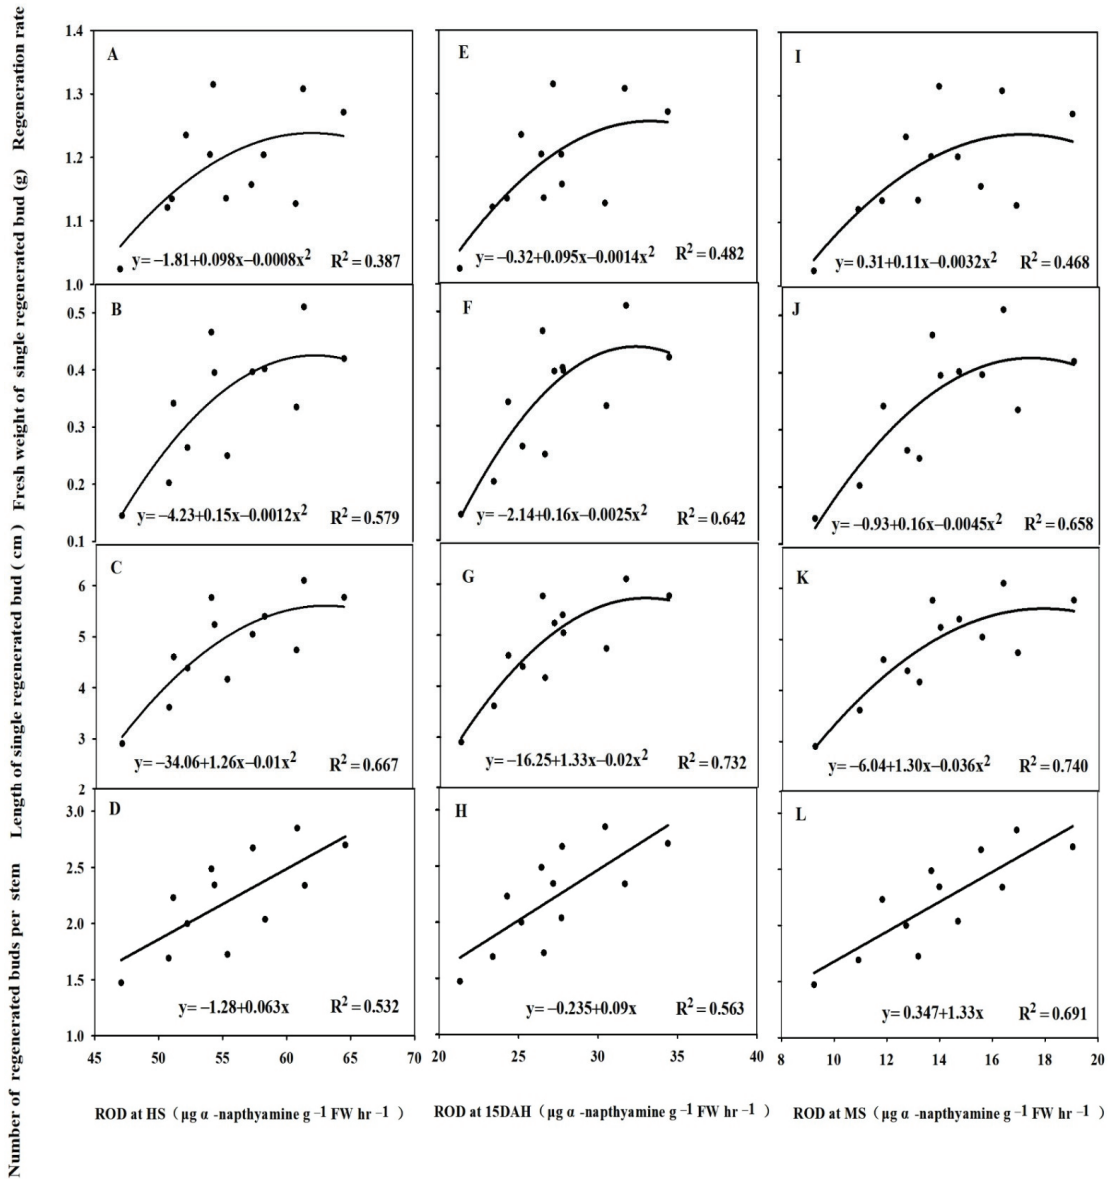 Number of regenerated buds per stem Length of single regenerated bud ( cm ) Fresh weight of single regenerated bud (g) Regeneration rate
1.4
1.3
1.2
1.1
1.0
A
y= −1.81+0.098x−0.0008x² R² = 0.387
E
y= −0.32+0.095x−0.0014x² R² = 0.482
I
y= 0.31+0.11x−0.0032x² R² = 0.468
0.5
0.4
0.3
0.2
0.1
B
y= −4.23+0.15x−0.0012x² R² = 0.579
F
y= −2.14+0.16x−0.0025x² R² = 0.642
J
y= −0.93+0.16x−0.0045x² R² = 0.658
6
5
4
3
2
C
y= −34.06+1.26x−0.01x² R² = 0.667
G
y= −16.25+1.33x−0.02x² R² = 0.732
K
y= −6.04+1.30x−0.036x² R² = 0.740
3.0
2.5
2.0
1.5
1.0
D
y= −1.28+0.063x R² = 0.532
H
y= −0.235+0.09x R² = 0.563
L
y= 0.347+1.33x R² = 0.691
45 50 55 60 65 70
20 25 30 35 40
8 10 12 14 16 18 20
ROD at HS（μg α -napthyamine g ⁻¹ FW hr ⁻¹ ）
ROD at 15DAH（μg α -napthyamine g ⁻¹ FW hr ⁻¹ ）
ROD at MS（μg α -napthyamine g ⁻¹ FW hr ⁻¹ ）